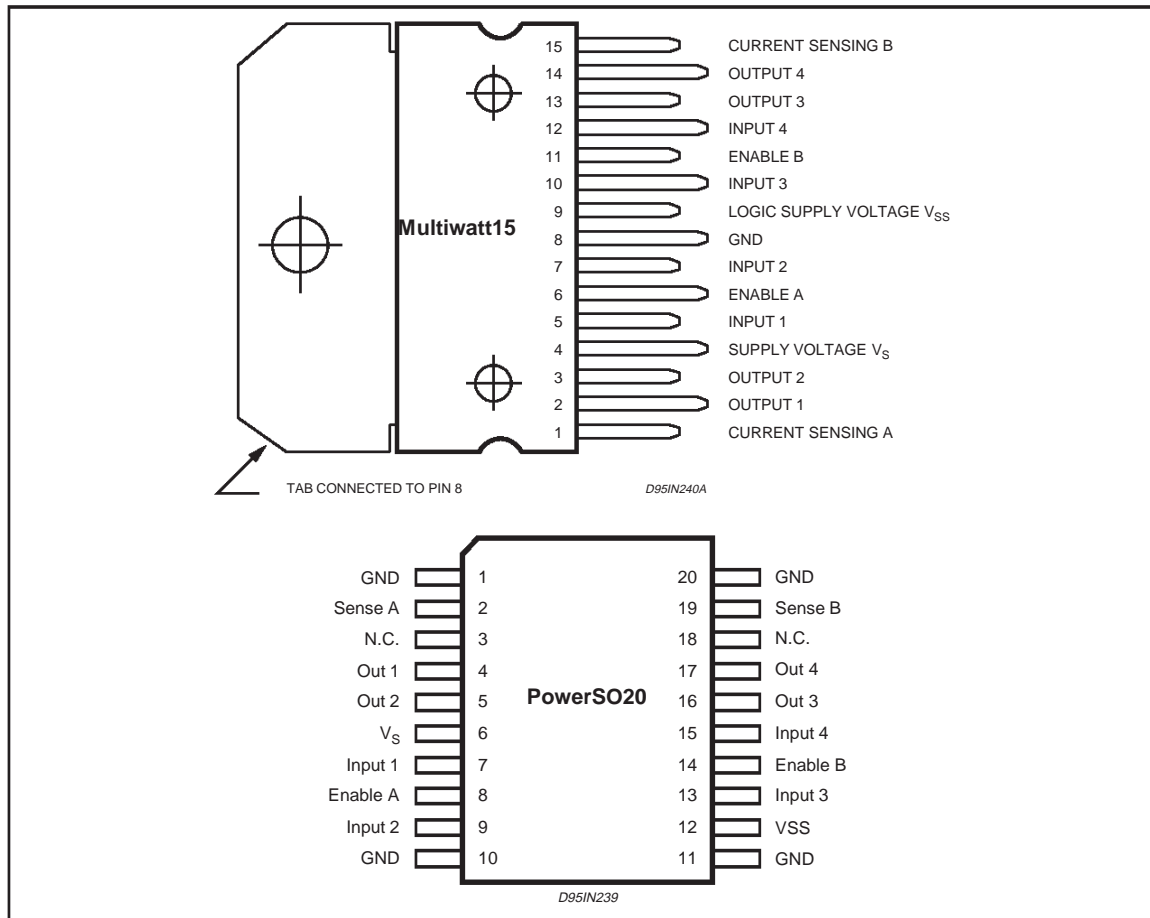 15 CURRENT SENSING B
14 OUTPUT 4
13 OUTPUT 3
12 INPUT 4
11 ENABLE B
10 INPUT 3
9 LOGIC SUPPLY VOLTAGE VSS
Multiwatt15
8 GND
7 INPUT 2
6 ENABLE A
5 INPUT 1
4 SUPPLY VOLTAGE VS
3 OUTPUT 2
2 OUTPUT 1
1 CURRENT SENSING A
TAB CONNECTED TO PIN 8 D95IN240A
GND 1 20 GND
Sense A 2 19 Sense B
N.C. 3 18 N.C.
Out 1 4 17 Out 4
Out 2 5 PowerSO20 16 Out 3
VS 6 15 Input 4
Input 1 7 14 Enable B
Enable A 8 13 Input 3
Input 2 9 12 VSS
GND 10 11 GND
D95IN239